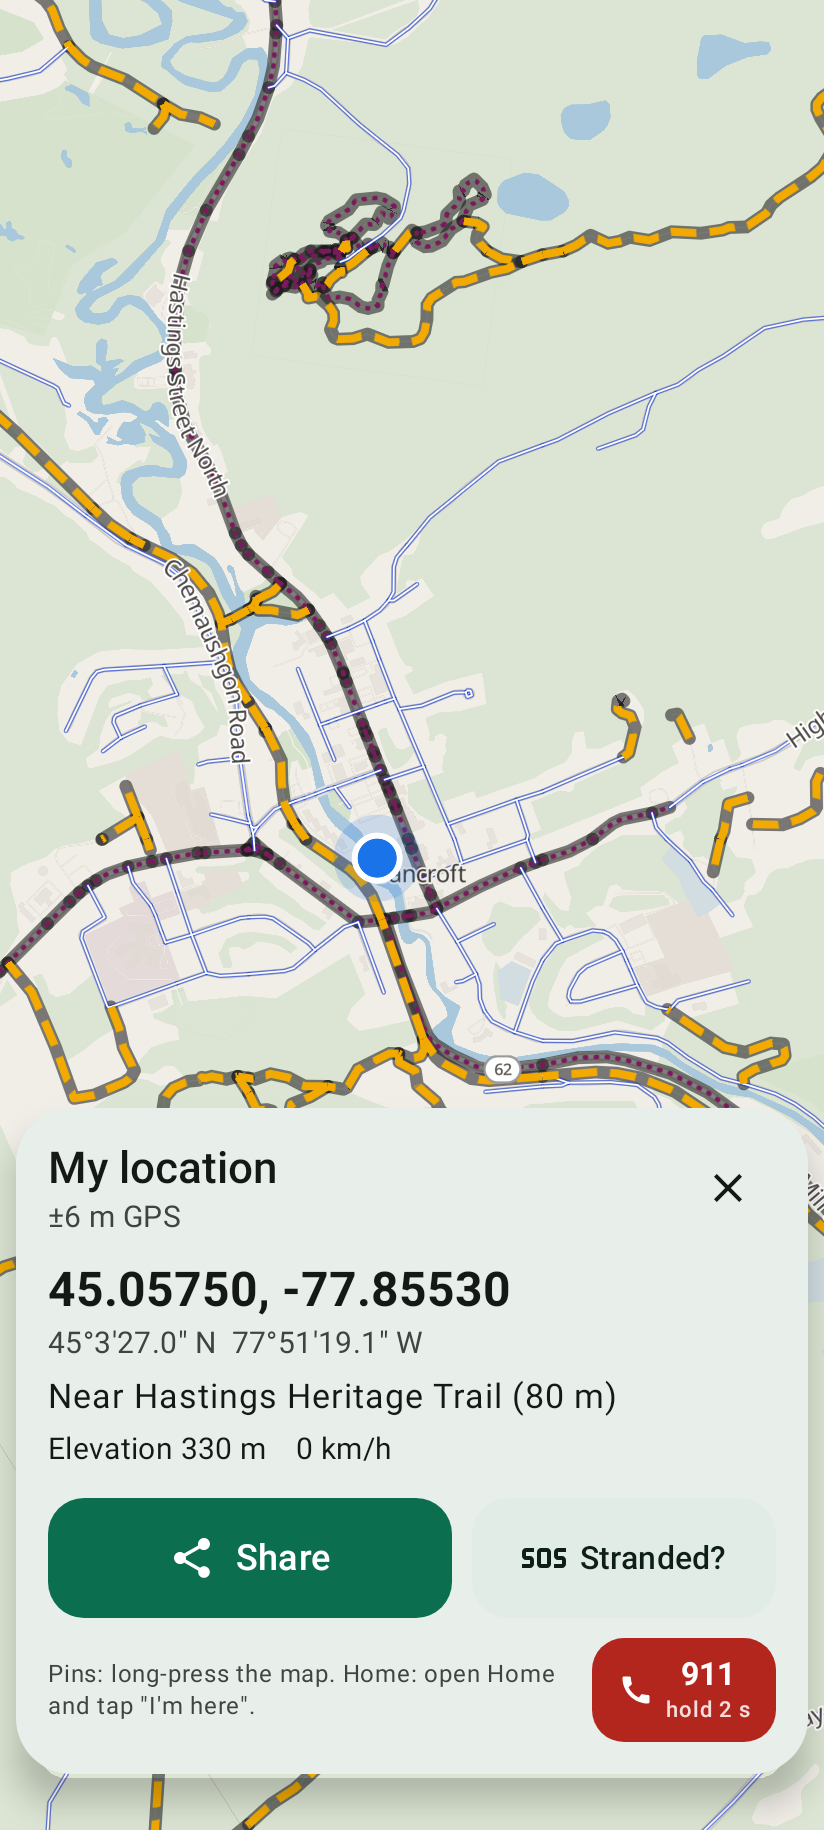 Hastings Street North
Chemaushgon Road
High
ancroft
62
My location
±6 m GPS
45.05750, -77.85530
45°3'27.0" N 77°51'19.1" W
Near Hastings Heritage Trail (80 m)
Elevation 330 m 0 km/h
Share
SOS Stranded?
Pins: long-press the map. Home: open Home
and tap "I'm here".
911
hold 2 s